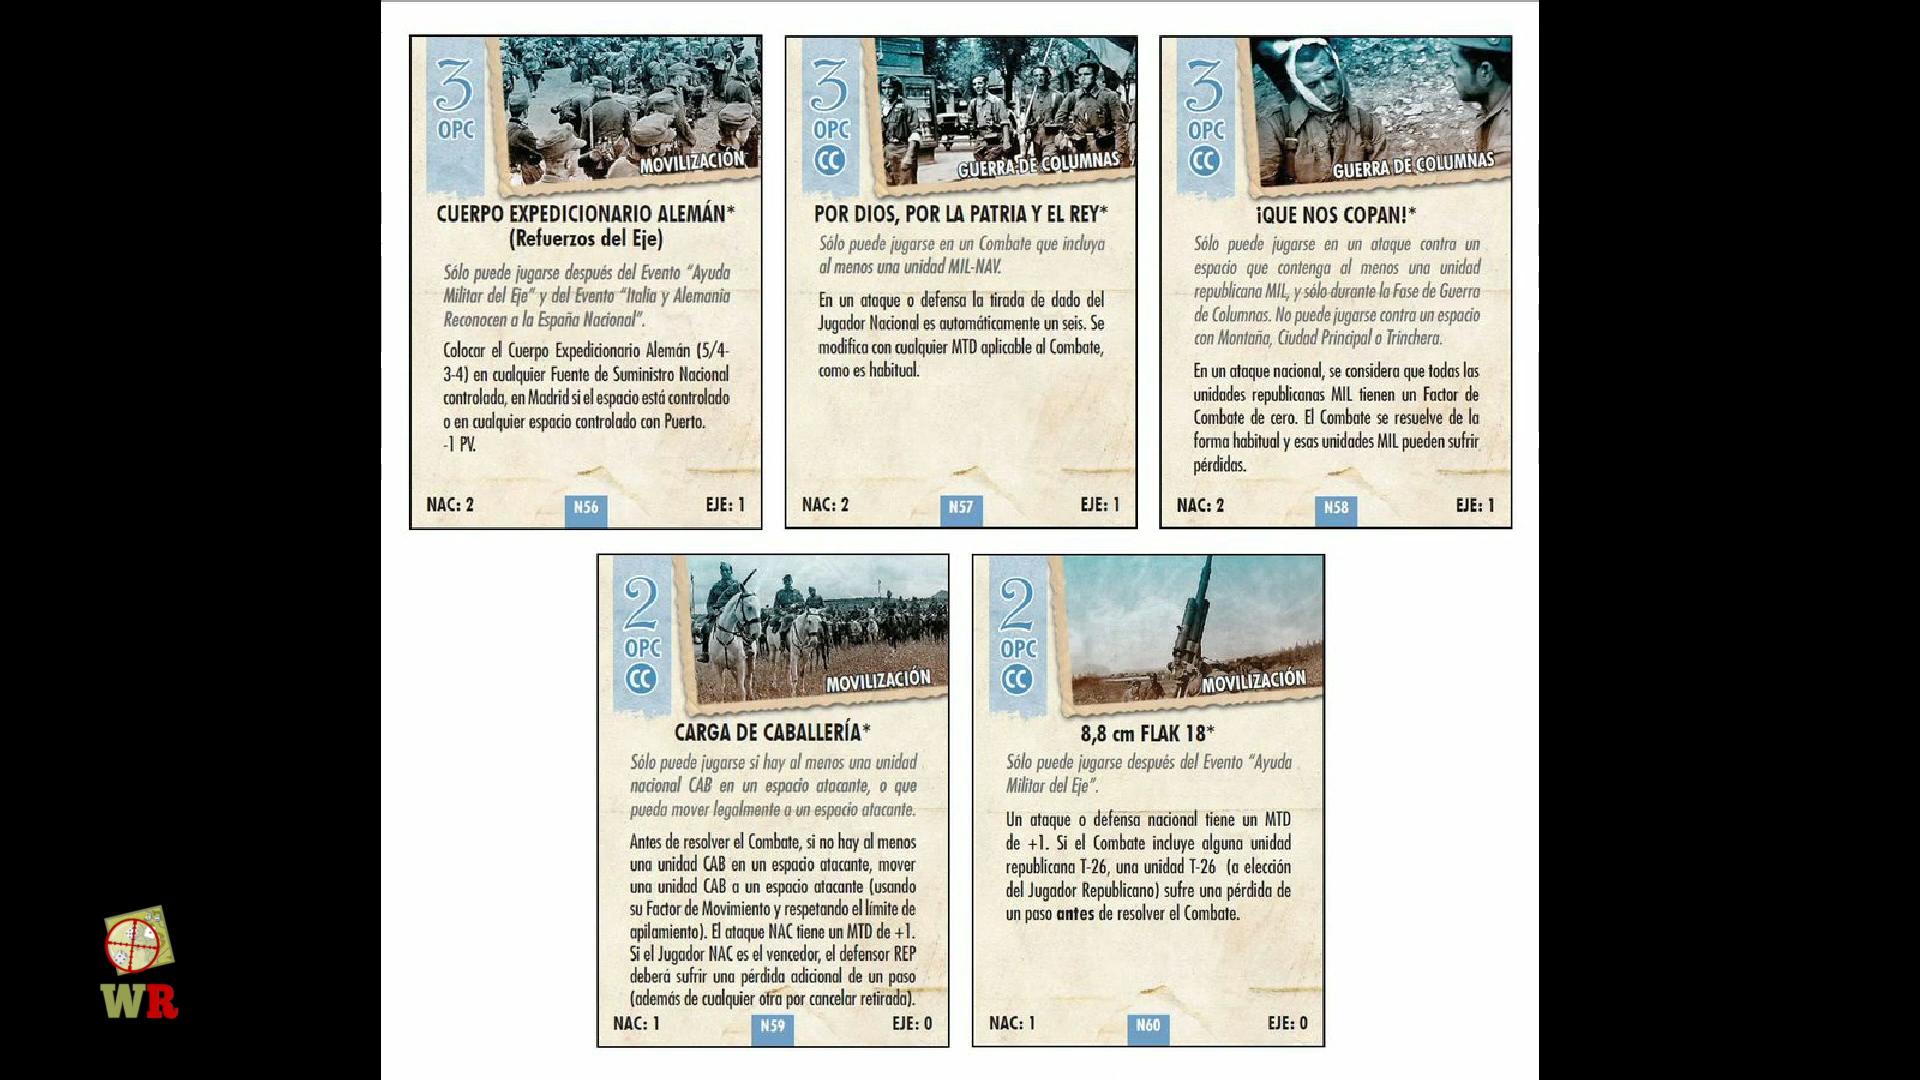 3
OPC
MOVILIZACIÓN
CUERPO EXPEDICIONARIO ALEMÁN*
(Refuerzos del Eje)
Sólo puede jugarse después del Evento “Ayuda
Militar del Eje” y del Evento “Italia y Alemania
Reconocen a la España Nacional”.
Colocar el Cuerpo Expedicionario Alemán (5/4-
3-4) en cualquier Fuente de Suministro Nacional
controlada, en Madrid si el espacio está controlado
o en cualquier espacio controlado con Puerto.
-1 PV.
NAC: 2
N56
EJE: 1
3
OPC
CC
GUERRA DE COLUMNAS
POR DIOS, POR LA PATRIA Y EL REY*
Sólo puede jugarse en un Combate que incluya
al menos una unidad MIL-NAV.
En un ataque o defensa la tirada de dado del
Jugador Nacional es automáticamente un seis. Se
modifica con cualquier MTD aplicable al Combate,
como es habitual.
NAC: 2
N57
EJE: 1
3
OPC
CC
GUERRA DE COLUMNAS
¡QUE NOS COPAN!*
Sólo puede jugarse en un ataque contra un
espacio que contenga al menos una unidad
republicana MIL, y sólo durante la Fase de Guerra
de Columnas. No puede jugarse contra un espacio
con Montaña, Ciudad Principal o Trinchera.
En un ataque nacional, se considera que todas las
unidades republicanas MIL tienen un Factor de
Combate de cero. El Combate se resuelve de la
forma habitual y esas unidades MIL pueden sufrir
pérdidas.
NAC: 2
N58
EJE: 1
2
OPC
CC
MOVILIZACIÓN
CARGA DE CABALLERÍA*
Sólo puede jugarse si hay al menos una unidad
nacional CAB en un espacio atacante, o que
pueda mover legalmente a un espacio atacante.
Antes de resolver el Combate, si no hay al menos
una unidad CAB en un espacio atacante, mover
una unidad CAB a un espacio atacante (usando
su Factor de Movimiento y respetando el límite de
apilamiento). El ataque NAC tiene un MTD de +1.
Si el Jugador NAC es el vencedor, el defensor REP
deberá sufrir una pérdida adicional de un paso
(además de cualquier otra por cancelar retirada).
NAC: 1
N59
EJE: 0
2
OPC
CC
MOVILIZACIÓN
8,8 cm FLAK 18*
Sólo puede jugarse después del Evento “Ayuda
Militar del Eje”.
Un ataque o defensa nacional tiene un MTD
de +1. Si el Combate incluye alguna unidad
republicana T-26, una unidad T-26 (a elección
del Jugador Republicano) sufre una pérdida de
un paso antes de resolver el Combate.
NAC: 1
N60
EJE: 0
WR